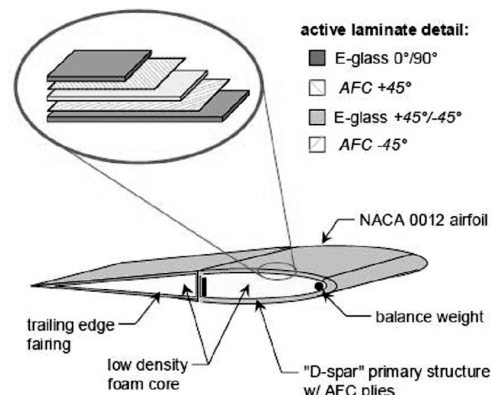 active laminate detail:
E-glass 0°/90°
AFC +45°
E-glass +45°/-45°
AFC -45°
NACA 0012 airfoil
trailing edge
fairing
low density
foam core
balance weight
"D-spar" primary structure
w/ AFC plies